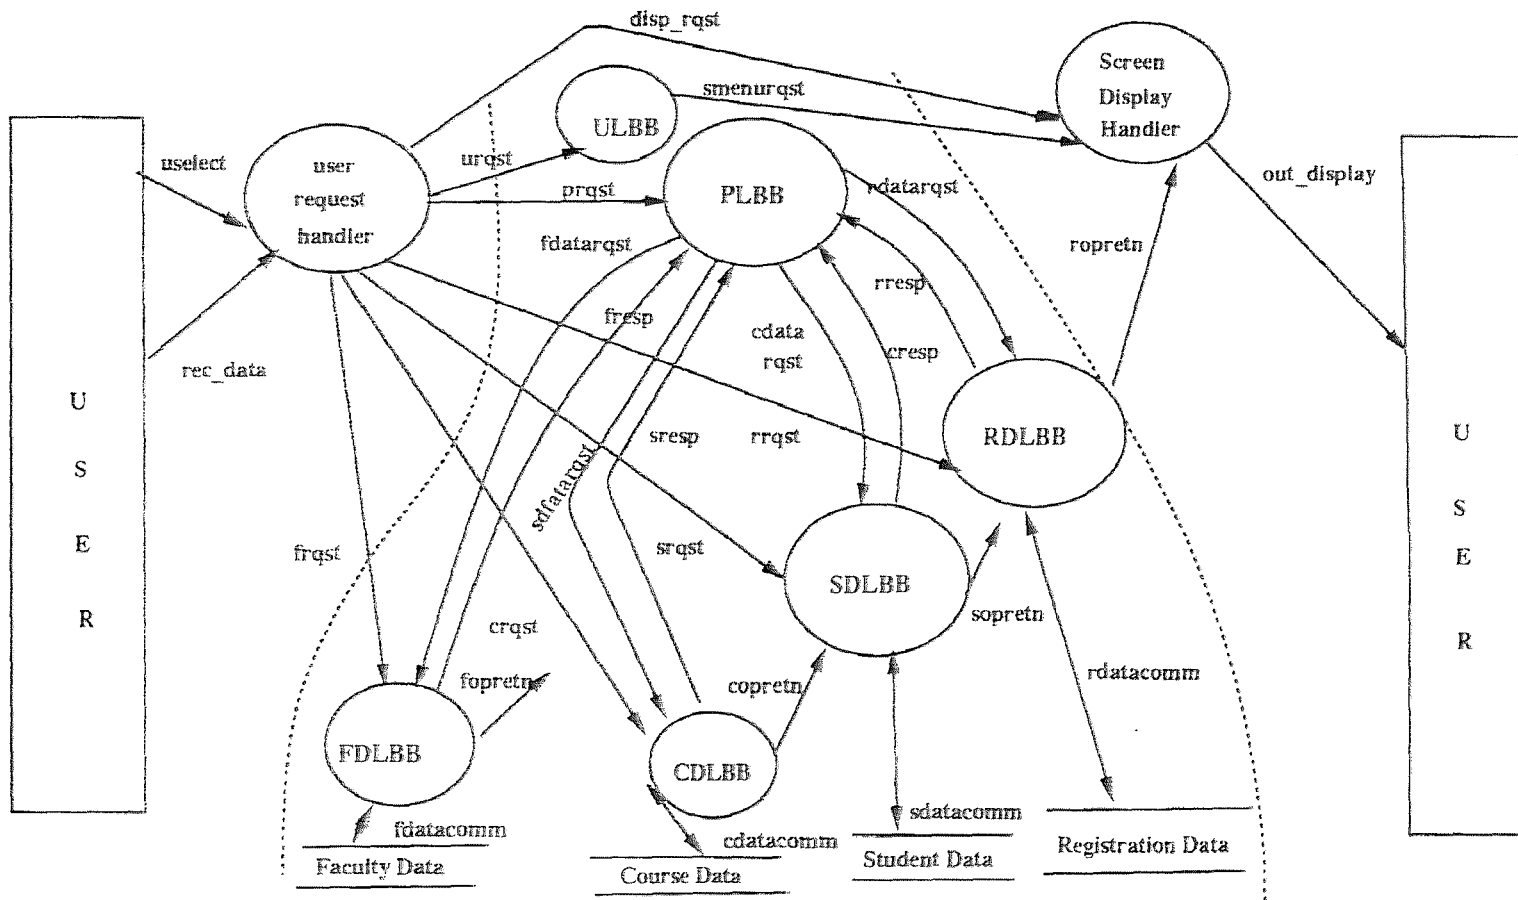 disp_rqst
Screen
Display
Handler
smenurqst
ULBB
uselect
user
request
handler
urqst
prqst
PLBB
rdatarqst
out_display
fdatarqst
ropretn
rresp
fresp
cdata
rqst
cresp
rec_data
U
S
E
R
sresp
rrqst
RDLBB
U
S
E
R
sdfatarqst
frqst
srqst
SDLBB
sopretn
crqst
fopretn
copretn
rdatacomm
FDLBB
CDLBB
fdatacomm
cdatacomm
sdatacomm
Faculty Data
Course Data
Student Data
Registration Data